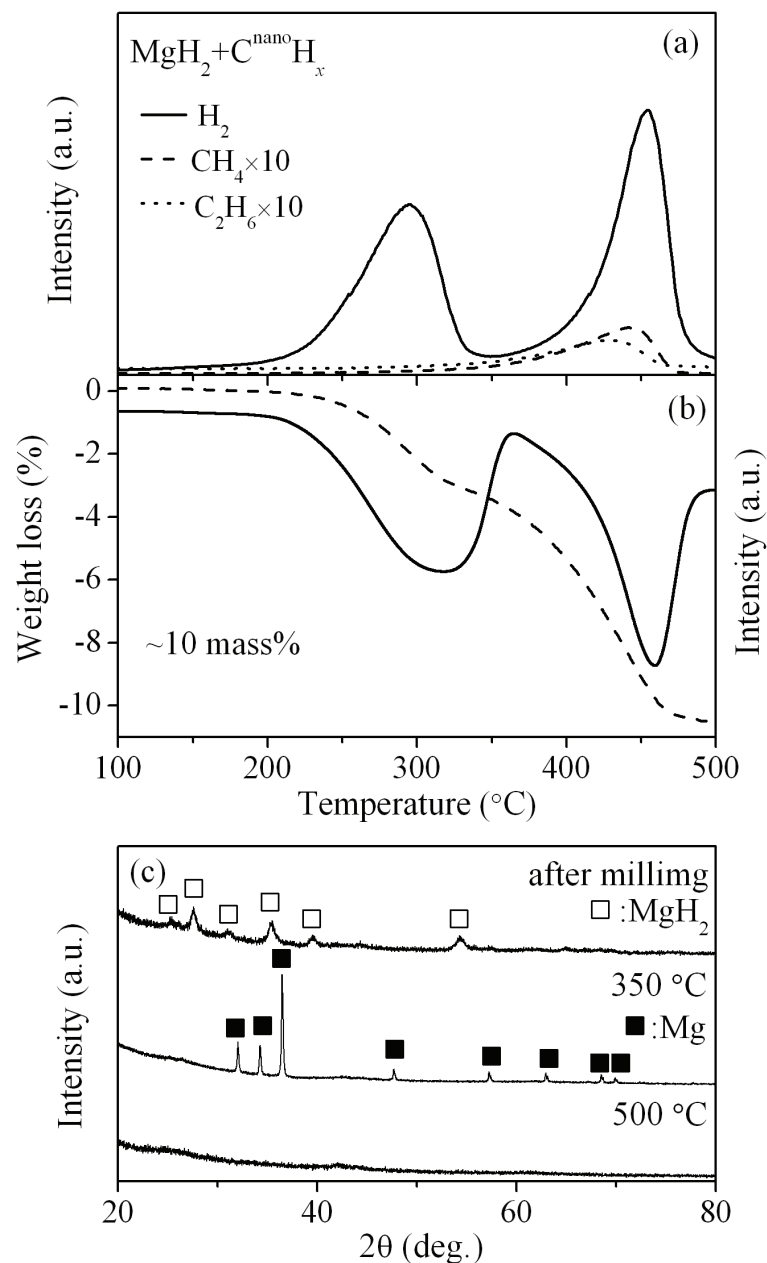 (a)
MgH₂+CⁿᵃⁿᵒHₓ
H₂
CH₄×10
C₂H₆×10
Intensity (a.u.)
(b)
0
-2
-4
-6
-8
-10
Weight loss (%)
Intensity (a.u.)
~10 mass%
100 200 300 400 500
Temperature (°C)
(c)
after millimg
□:MgH₂
350 °C
■:Mg
500 °C
Intensity (a.u.)
20 40 60 80
2θ (deg.)